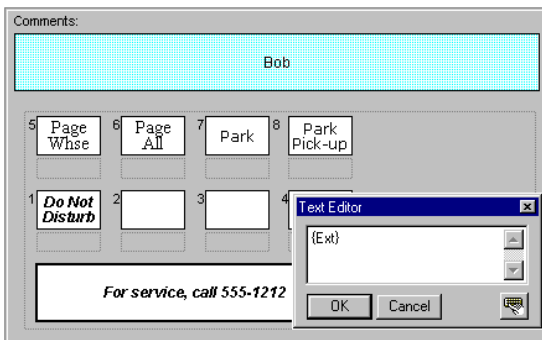 Comments:
Bob
5 Page Whse 6 Page All 7 Park 8 Park Pick-up
1 Do Not Disturb 2 3 4
Text Editor
{Ext}
OK Cancel
For service, call 555-1212